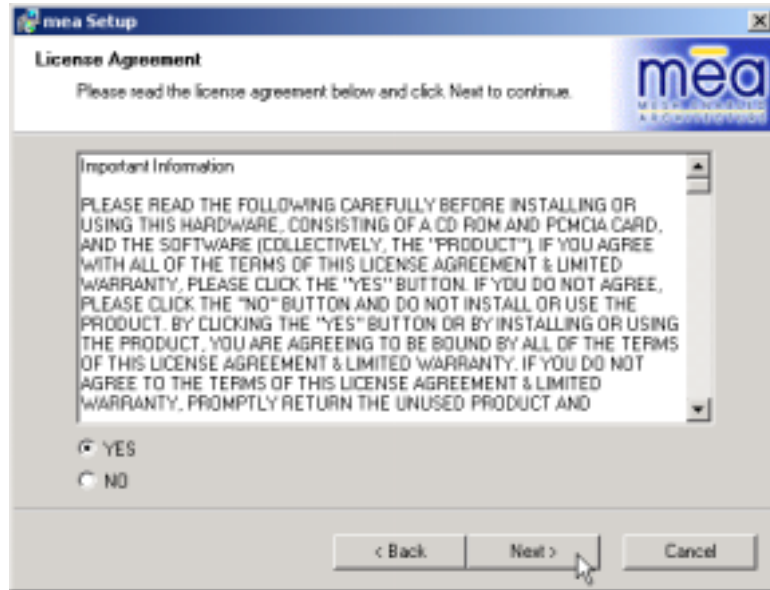 mea Setup
License Agreement
Please read the license agreement below and click Next to continue.
mea
MESH ENABLED
ARCHITECTURE
Important Information
PLEASE READ THE FOLLOWING CAREFULLY BEFORE INSTALLING OR
USING THIS HARDWARE, CONSISTING OF A CD ROM AND PCMCIA CARD,
AND THE SOFTWARE (COLLECTIVELY, THE "PRODUCT"). IF YOU AGREE
WITH ALL OF THE TERMS OF THIS LICENSE AGREEMENT & LIMITED
WARRANTY, PLEASE CLICK THE "YES" BUTTON. IF YOU DO NOT AGREE,
PLEASE CLICK THE "NO" BUTTON AND DO NOT INSTALL OR USE THE
PRODUCT. BY CLICKING THE "YES" BUTTON OR BY INSTALLING OR USING
THE PRODUCT, YOU ARE AGREEING TO BE BOUND BY ALL OF THE TERMS
OF THIS LICENSE AGREEMENT & LIMITED WARRANTY. IF YOU DO NOT
AGREE TO THE TERMS OF THIS LICENSE AGREEMENT & LIMITED
WARRANTY, PROMPTLY RETURN THE UNUSED PRODUCT AND
YES
NO
< Back
Next >
Cancel